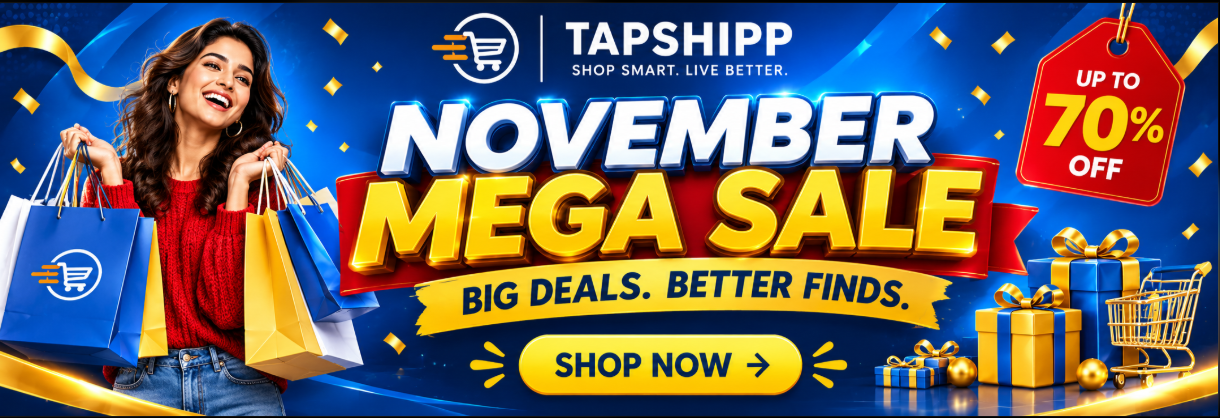 TAPSHIPP
SHOP SMART. LIVE BETTER.
NOVEMBER
MEGA SALE
BIG DEALS. BETTER FINDS.
SHOP NOW →
UP TO
70%
OFF